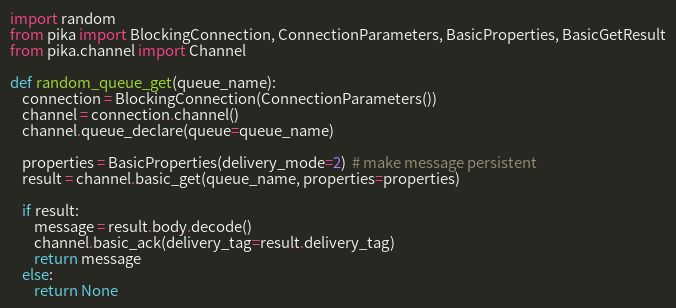 import random
from pika import BlockingConnection, ConnectionParameters, BasicProperties, BasicGetResult
from pika.channel import Channel

def random_queue_get(queue_name):
    connection = BlockingConnection(ConnectionParameters())
    channel = connection.channel()
    channel.queue_declare(queue=queue_name)

    properties = BasicProperties(delivery_mode=2)  # make message persistent
    result = channel.basic_get(queue_name, properties=properties)

    if result:
        message = result.body.decode()
        channel.basic_ack(delivery_tag=result.delivery_tag)
        return message
    else:
        return None